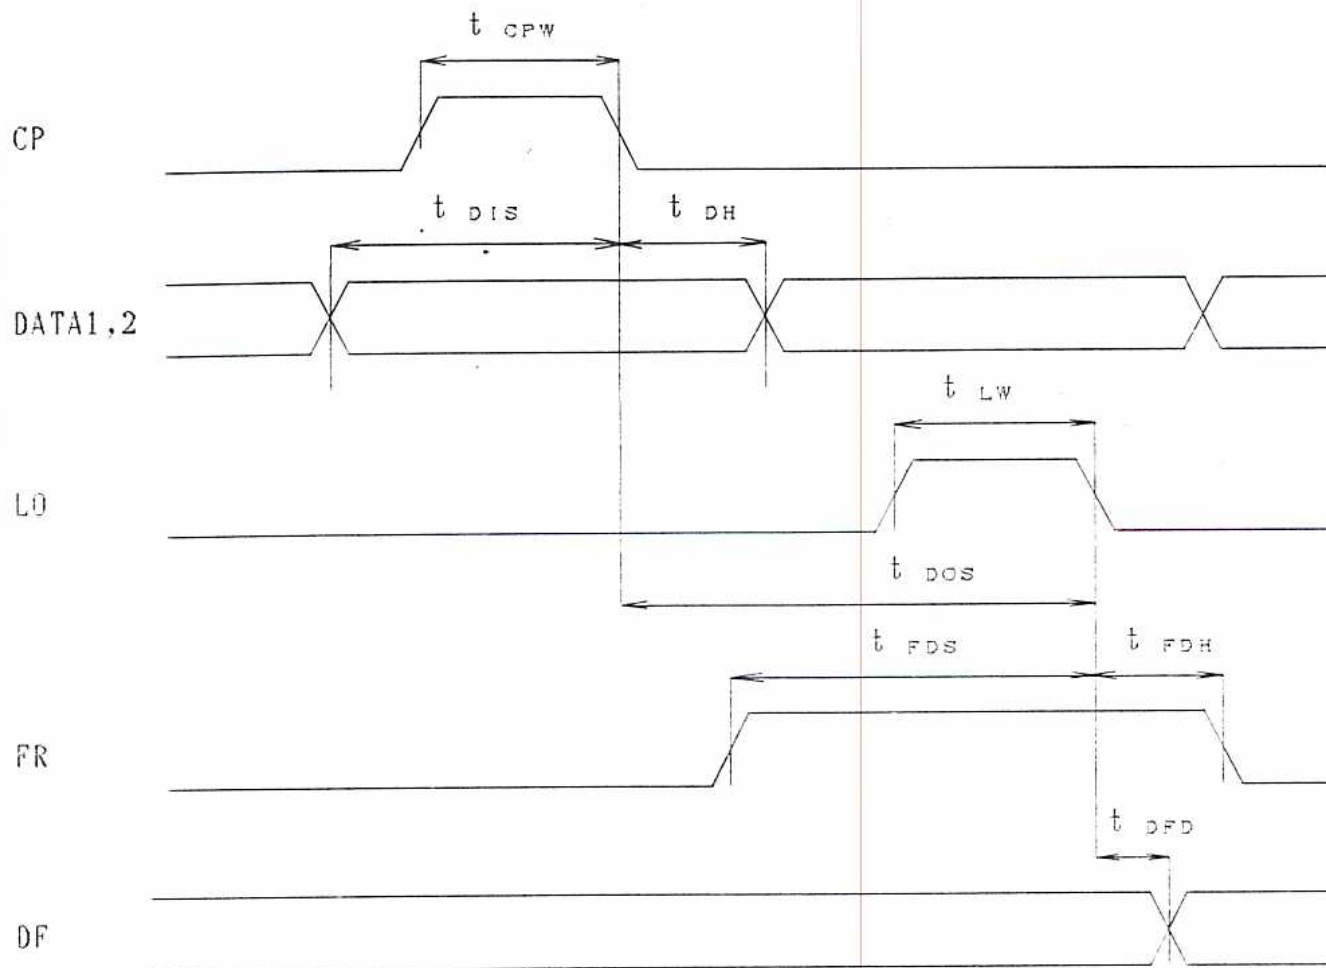 t CPW
CP
t DIS
t DH
DATA1,2
t LW
LO
t DOS
t FDS
t FDH
FR
t DFD
DF